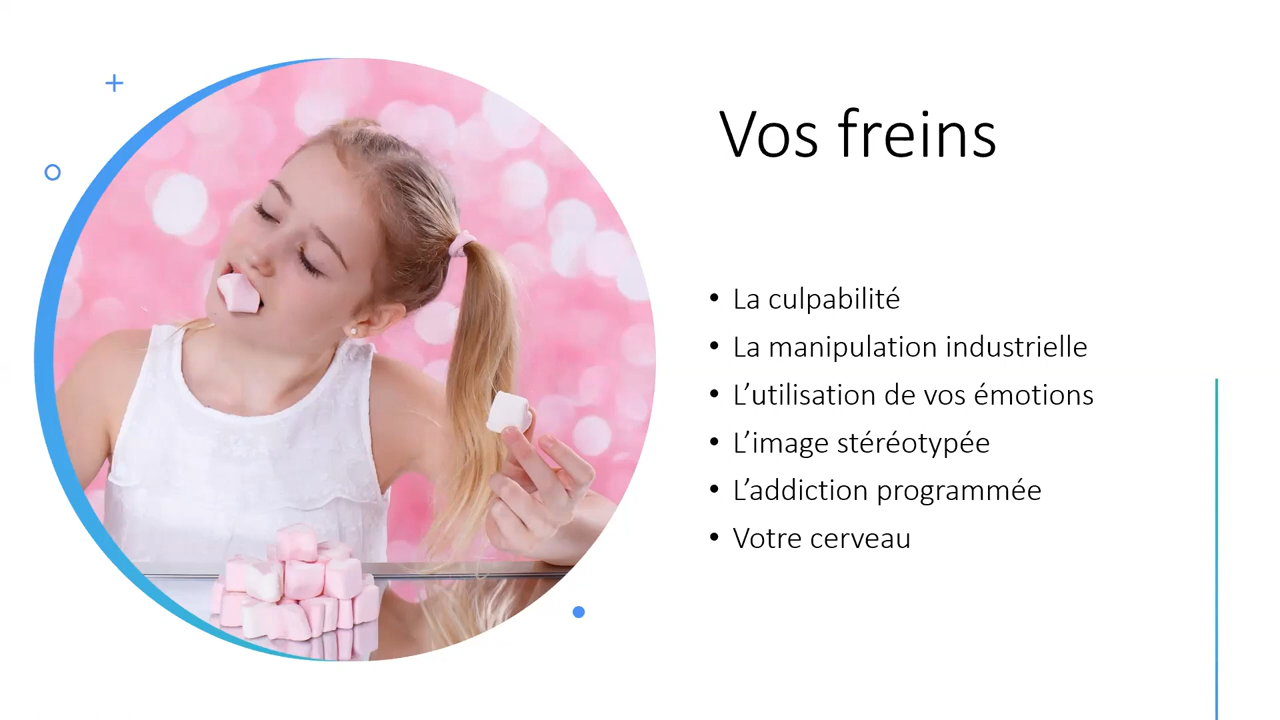 Vos freins
• La culpabilité
• La manipulation industrielle
• L’utilisation de vos émotions
• L’image stéréotypée
• L’addiction programmée
• Votre cerveau